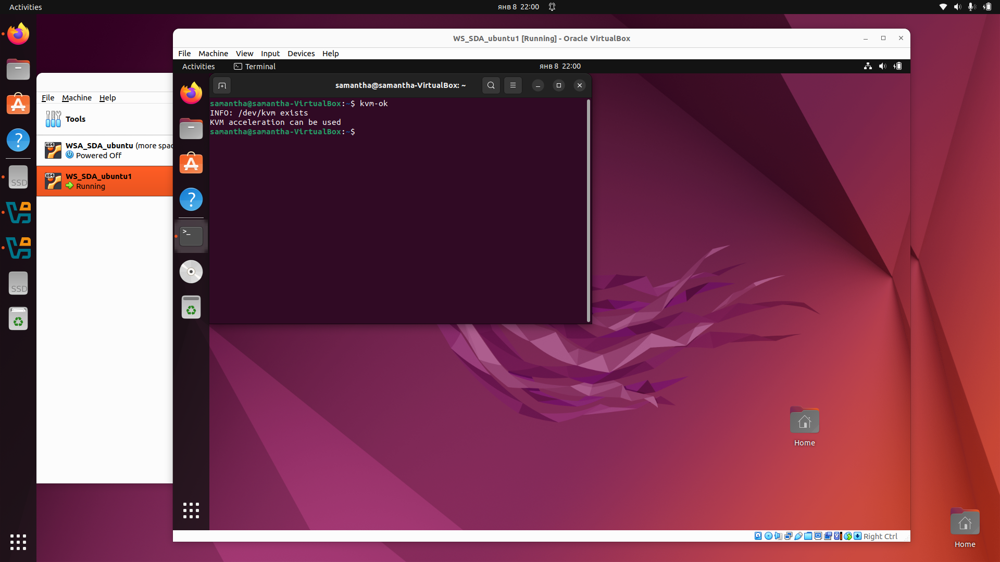 Activities
янв 8 22:00
WS_SDA_ubuntu1 [Running] - Oracle VirtualBox
File Machine View Input Devices Help
Activities Terminal янв 8 22:00
samantha@samantha-VirtualBox: ~
samantha@samantha-VirtualBox:~$ kvm-ok
INFO: /dev/kvm exists
KVM acceleration can be used
samantha@samantha-VirtualBox:~$
File Machine Help
Tools
x64
WSA_SDA_ubuntu (more spac
Powered Off
x64
WS_SDA_ubuntu1
Running
SSD
SSD
>_
Home
Right Ctrl
Home